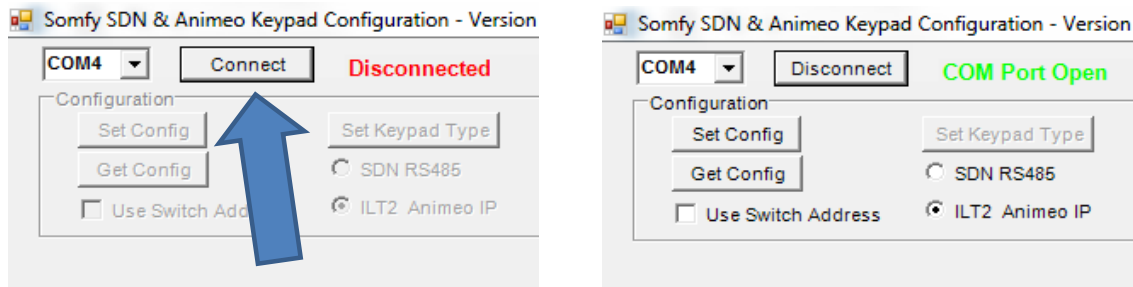 Somfy SDN & Animeo Keypad Configuration - Version
COM4 Connect Disconnected
Configuration
Set Config Set Keypad Type
Get Config SDN RS485
Use Switch ILT2 Animeo IP
Somfy SDN & Animeo Keypad Configuration - Version
COM4 Disconnect COM Port Open
Configuration
Set Config Set Keypad Type
Get Config SDN RS485
Use Switch Address ILT2 Animeo IP